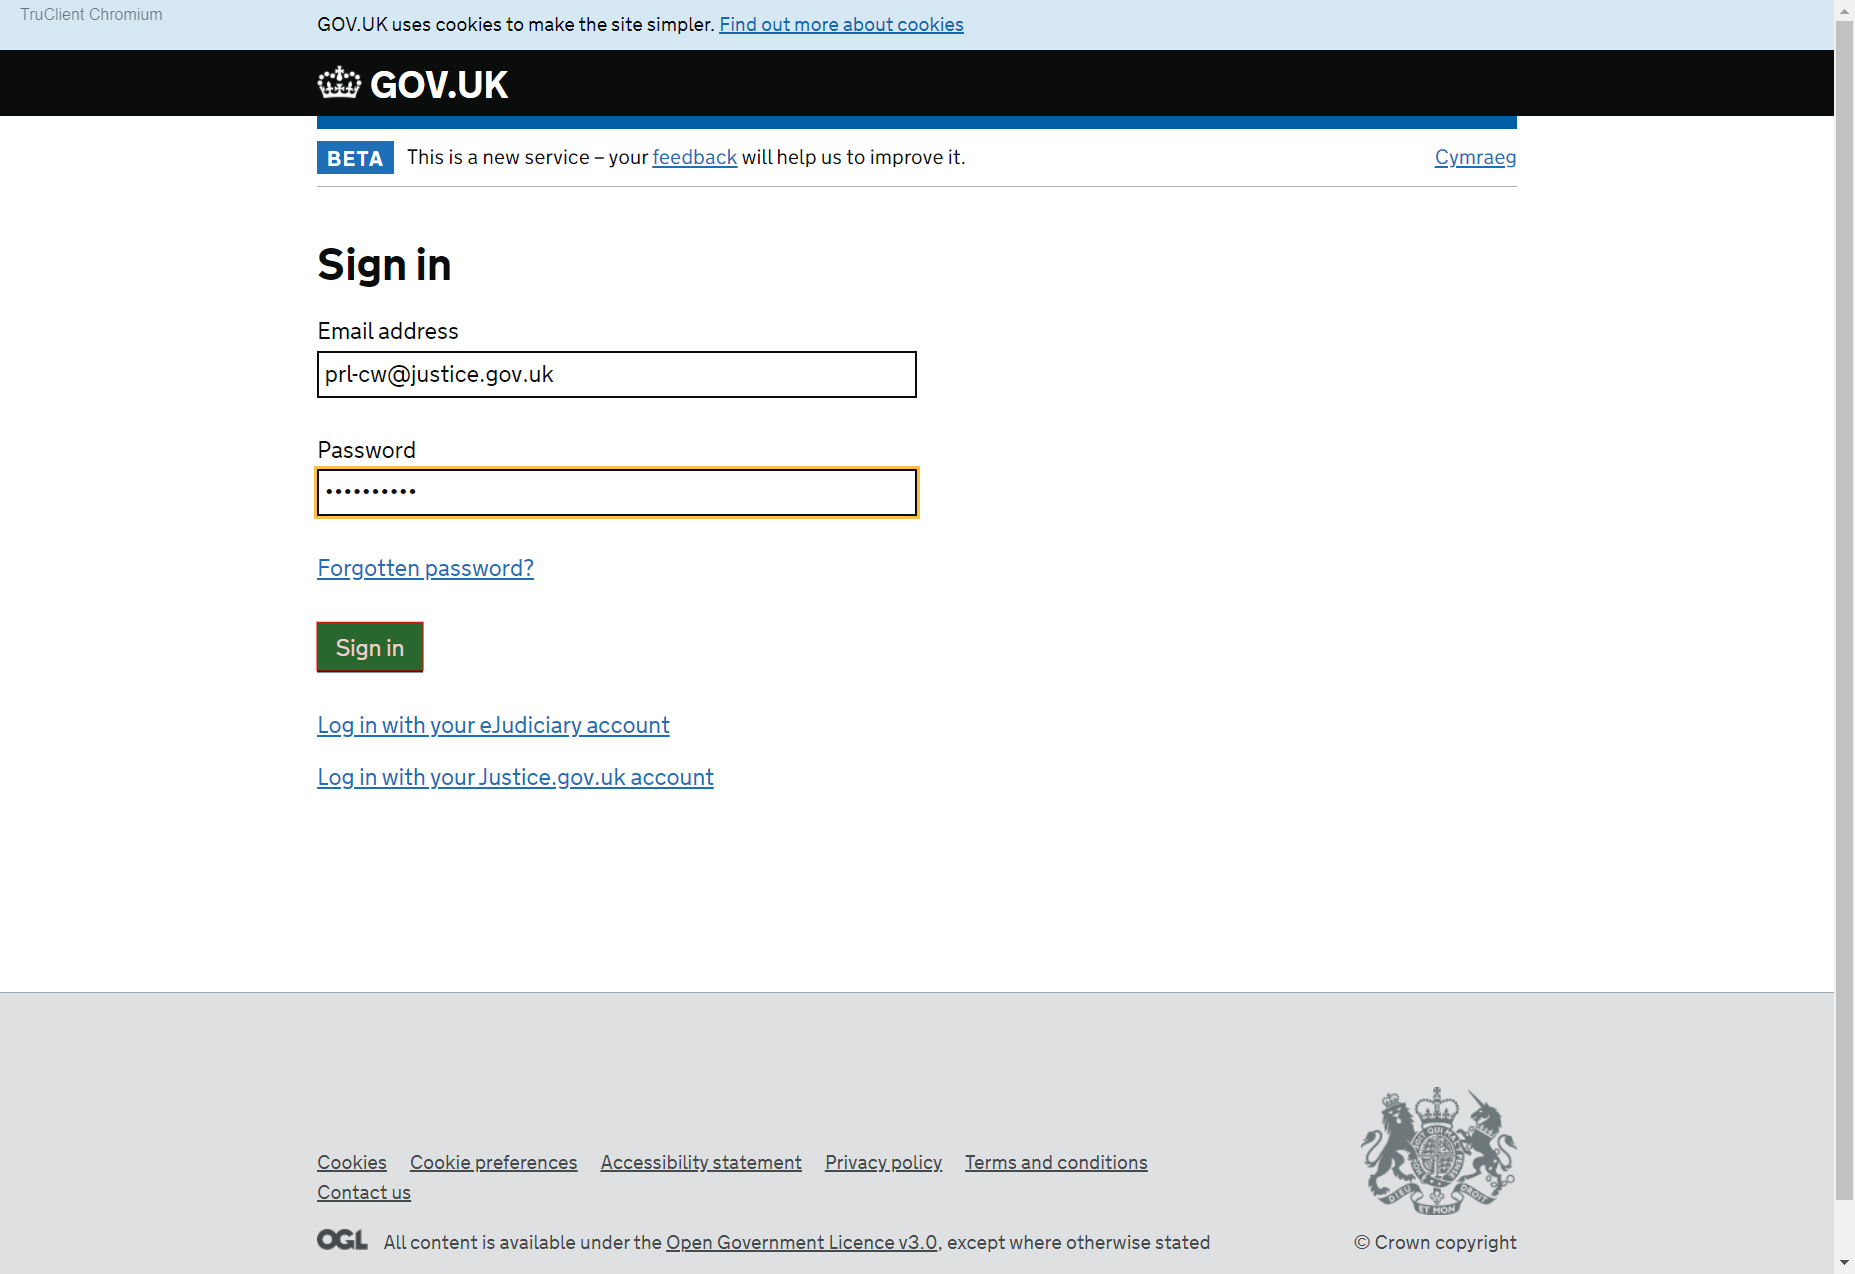 TruClient Chromium
GOV.UK uses cookies to make the site simpler. Find out more about cookies
GOV.UK
BETA This is a new service – your feedback will help us to improve it. Cymraeg
Sign in
Email address
prl-cw@justice.gov.uk
Password
••••••••••
Forgotten password?
Sign in
Log in with your eJudiciary account
Log in with your Justice.gov.uk account
Cookies Cookie preferences Accessibility statement Privacy policy Terms and conditions
Contact us
DIEU ET MON DROIT
OGL All content is available under the Open Government Licence v3.0, except where otherwise stated
© Crown copyright